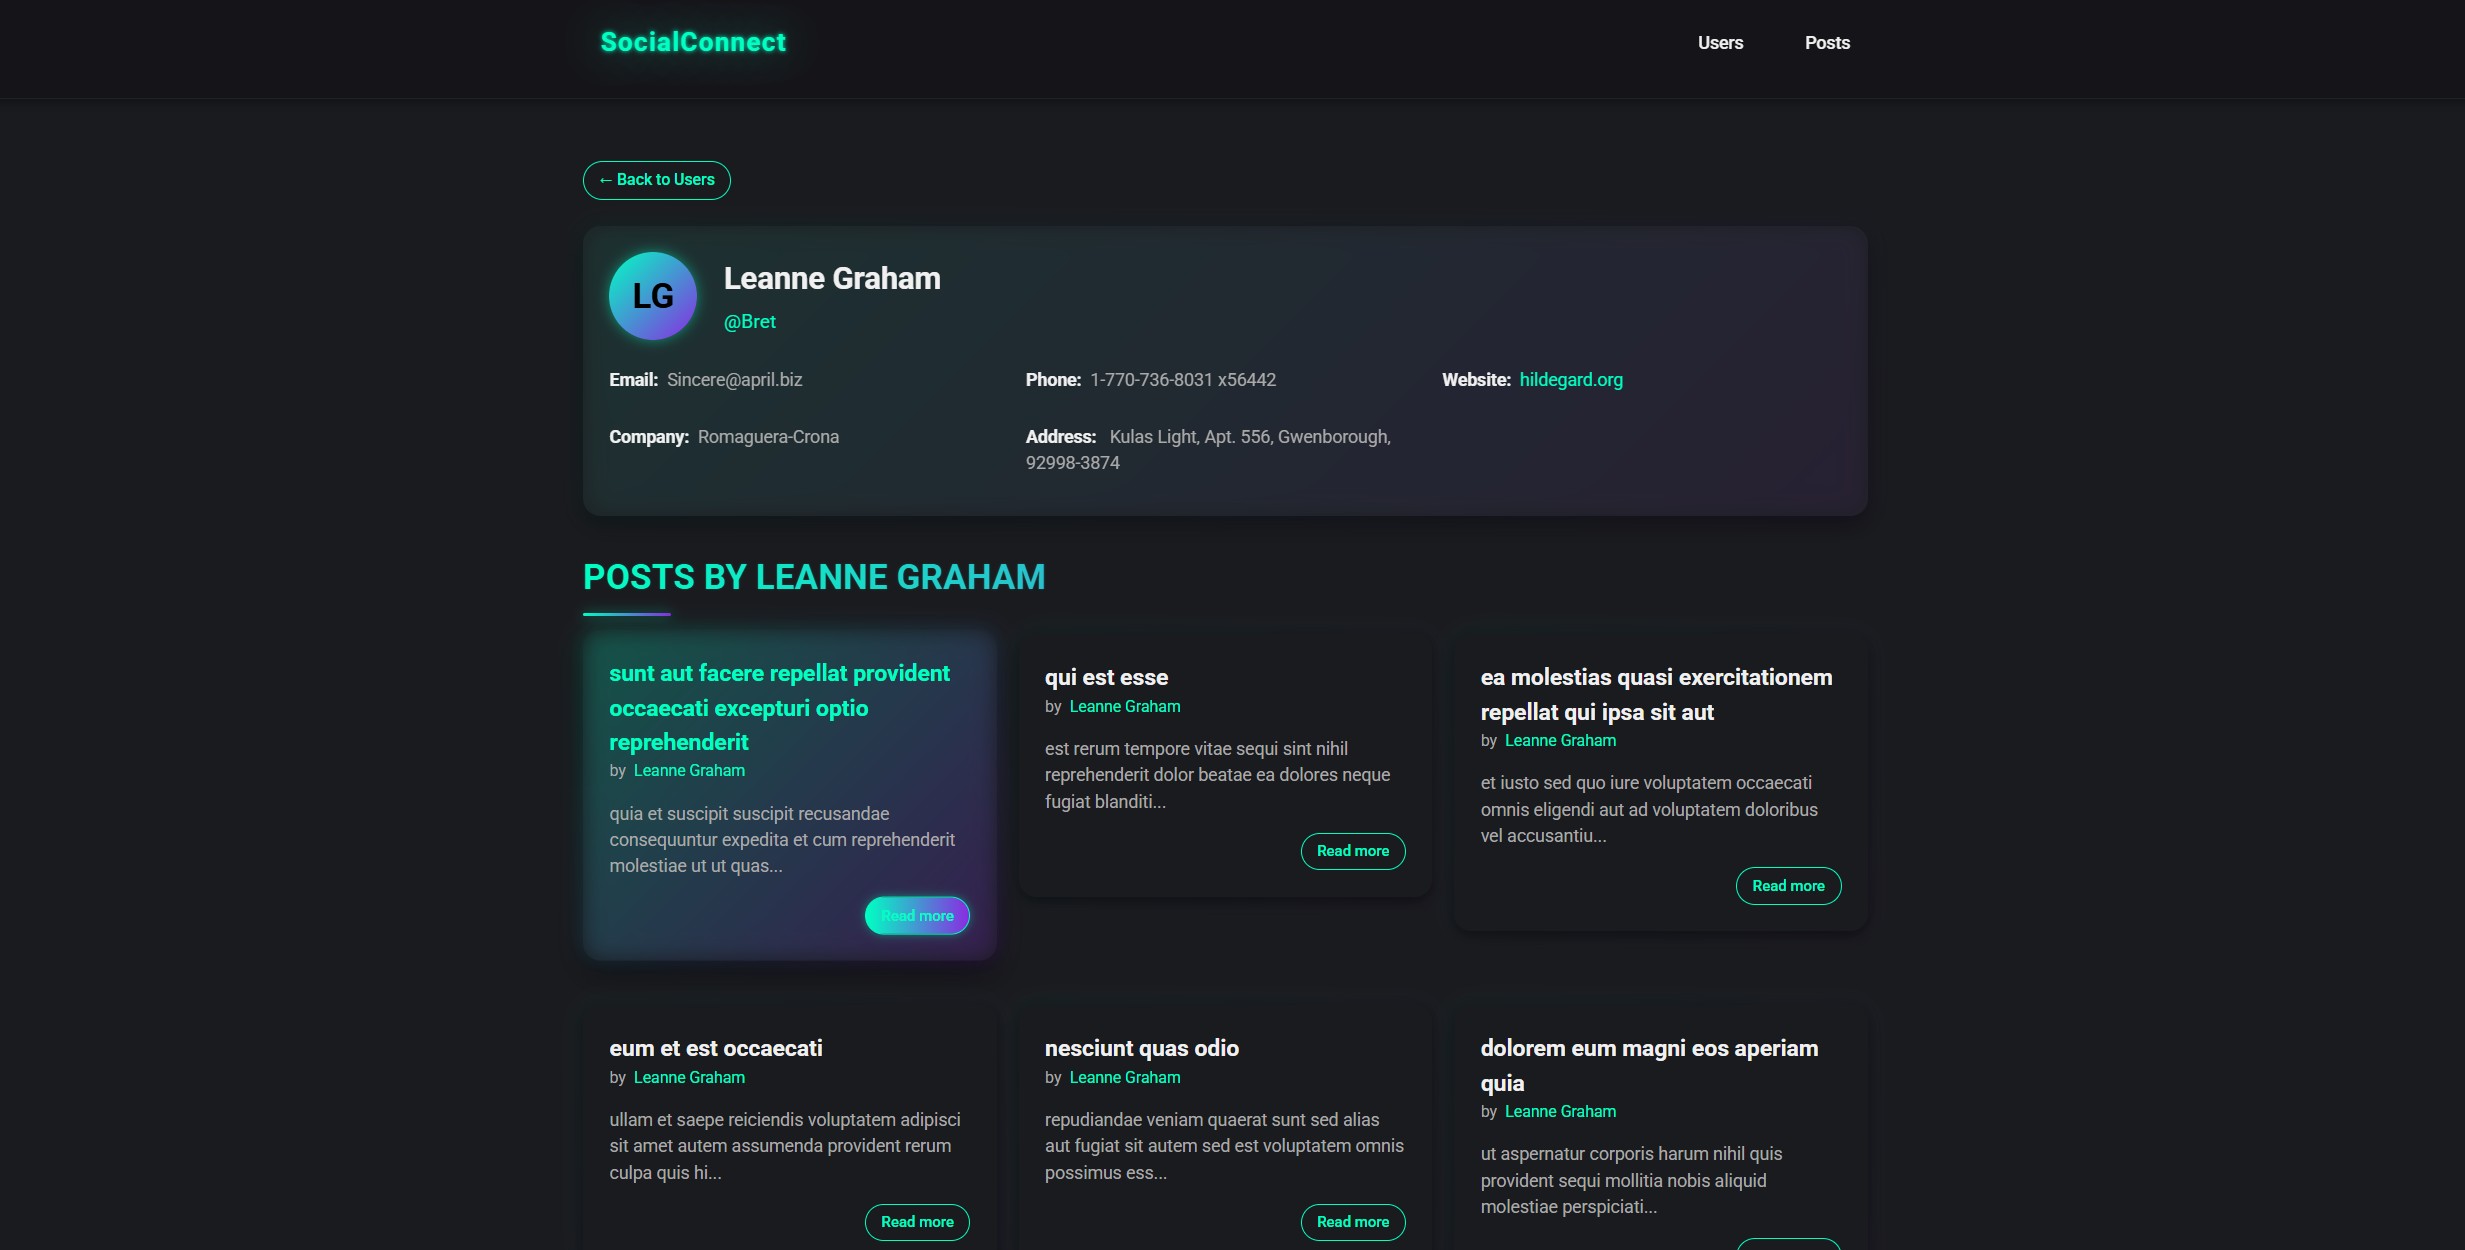 SocialConnect
Users
Posts
← Back to Users
LG
Leanne Graham
@Bret
Email: Sincere@april.biz
Phone: 1-770-736-8031 x56442
Website: hildegard.org
Company: Romaguera-Crona
Address: Kulas Light, Apt. 556, Gwenborough,
92998-3874
POSTS BY LEANNE GRAHAM
sunt aut facere repellat provident
occaecati excepturi optio
reprehenderit
by Leanne Graham
quia et suscipit suscipit recusandae
consequuntur expedita et cum reprehenderit
molestiae ut ut quas...
Read more
qui est esse
by Leanne Graham
est rerum tempore vitae sequi sint nihil
reprehenderit dolor beatae ea dolores neque
fugiat blanditi...
Read more
ea molestias quasi exercitationem
repellat qui ipsa sit aut
by Leanne Graham
et iusto sed quo iure voluptatem occaecati
omnis eligendi aut ad voluptatem doloribus
vel accusantiu...
Read more
eum et est occaecati
by Leanne Graham
ullam et saepe reiciendis voluptatem adipisci
sit amet autem assumenda provident rerum
culpa quis hi...
Read more
nesciunt quas odio
by Leanne Graham
repudiandae veniam quaerat sunt sed alias
aut fugiat sit autem sed est voluptatem omnis
possimus ess...
Read more
dolorem eum magni eos aperiam
quia
by Leanne Graham
ut aspernatur corporis harum nihil quis
provident sequi mollitia nobis aliquid
molestiae perspiciati...